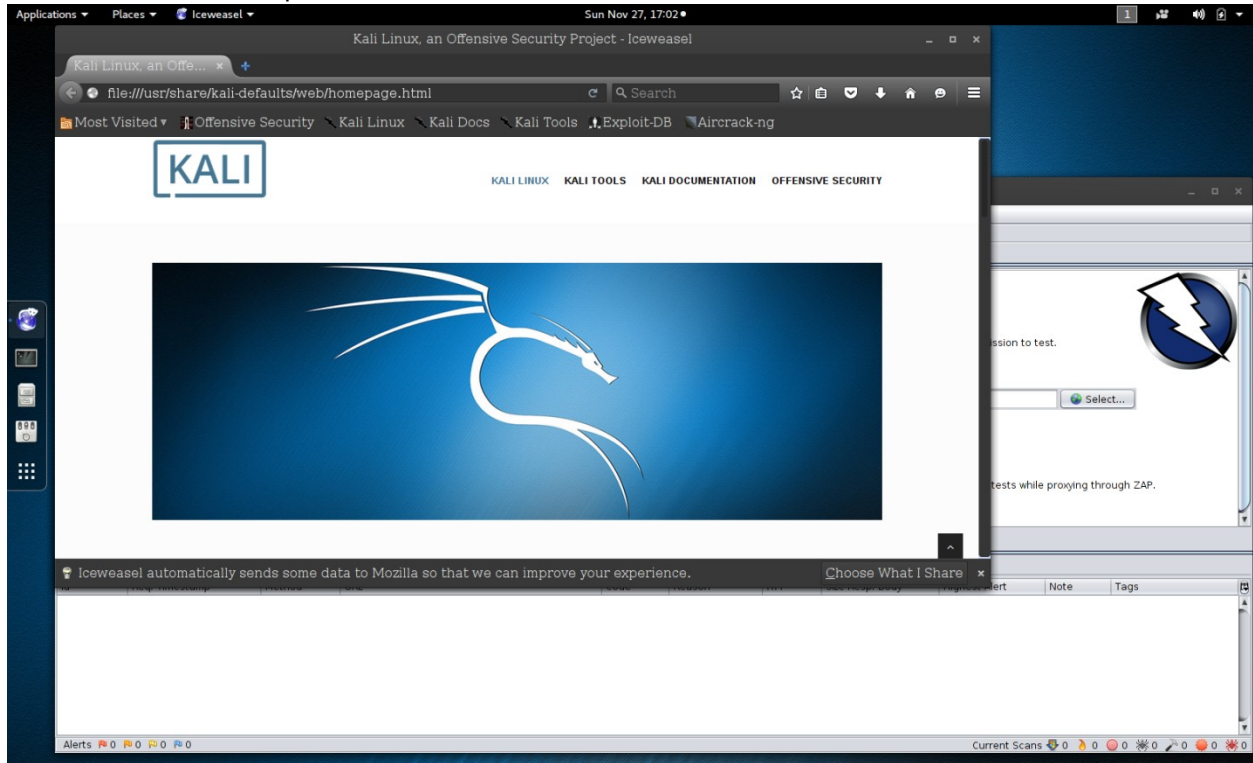 Applications Places Iceweasel Sun Nov 27, 17:02 1
Kali Linux, an Offensive Security Project - Iceweasel
Kali Linux, an Offe...
file:///usr/share/kali-defaults/web/homepage.html Search
Most Visited Offensive Security Kali Linux Kali Docs Kali Tools Exploit-DB Aircrack-ng
KALI
KALI LINUX KALI TOOLS KALI DOCUMENTATION OFFENSIVE SECURITY
ission to test.
Select...
tests while proxying through ZAP.
Iceweasel automatically sends some data to Mozilla so that we can improve your experience. Choose What I Share
Note Tags
Alerts 0 0 0 0 Current Scans 0 0 0 0 0 0 0